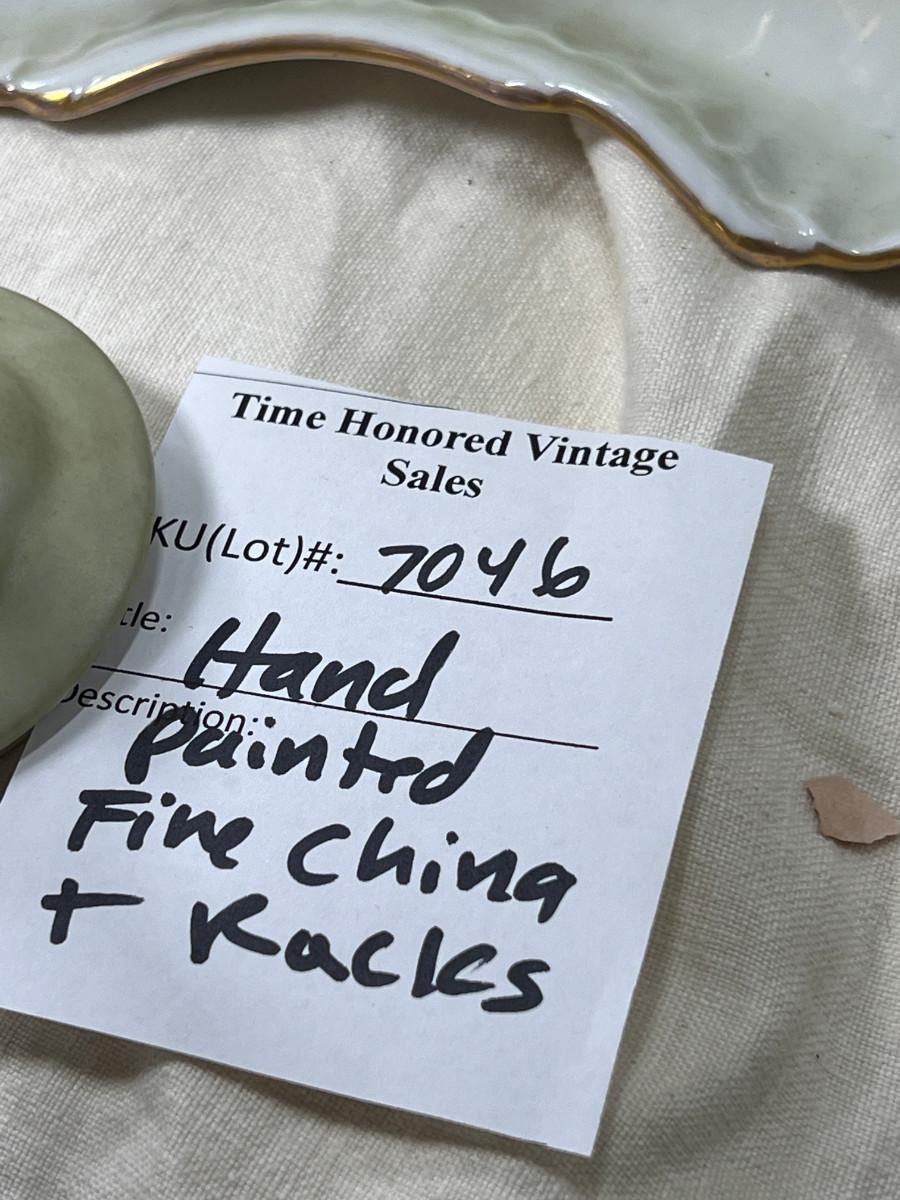 Time Honored Vintage
Sales
KU(Lot)#: 7046
tle: Hand
Description:
painted
Fine China
+ Racks